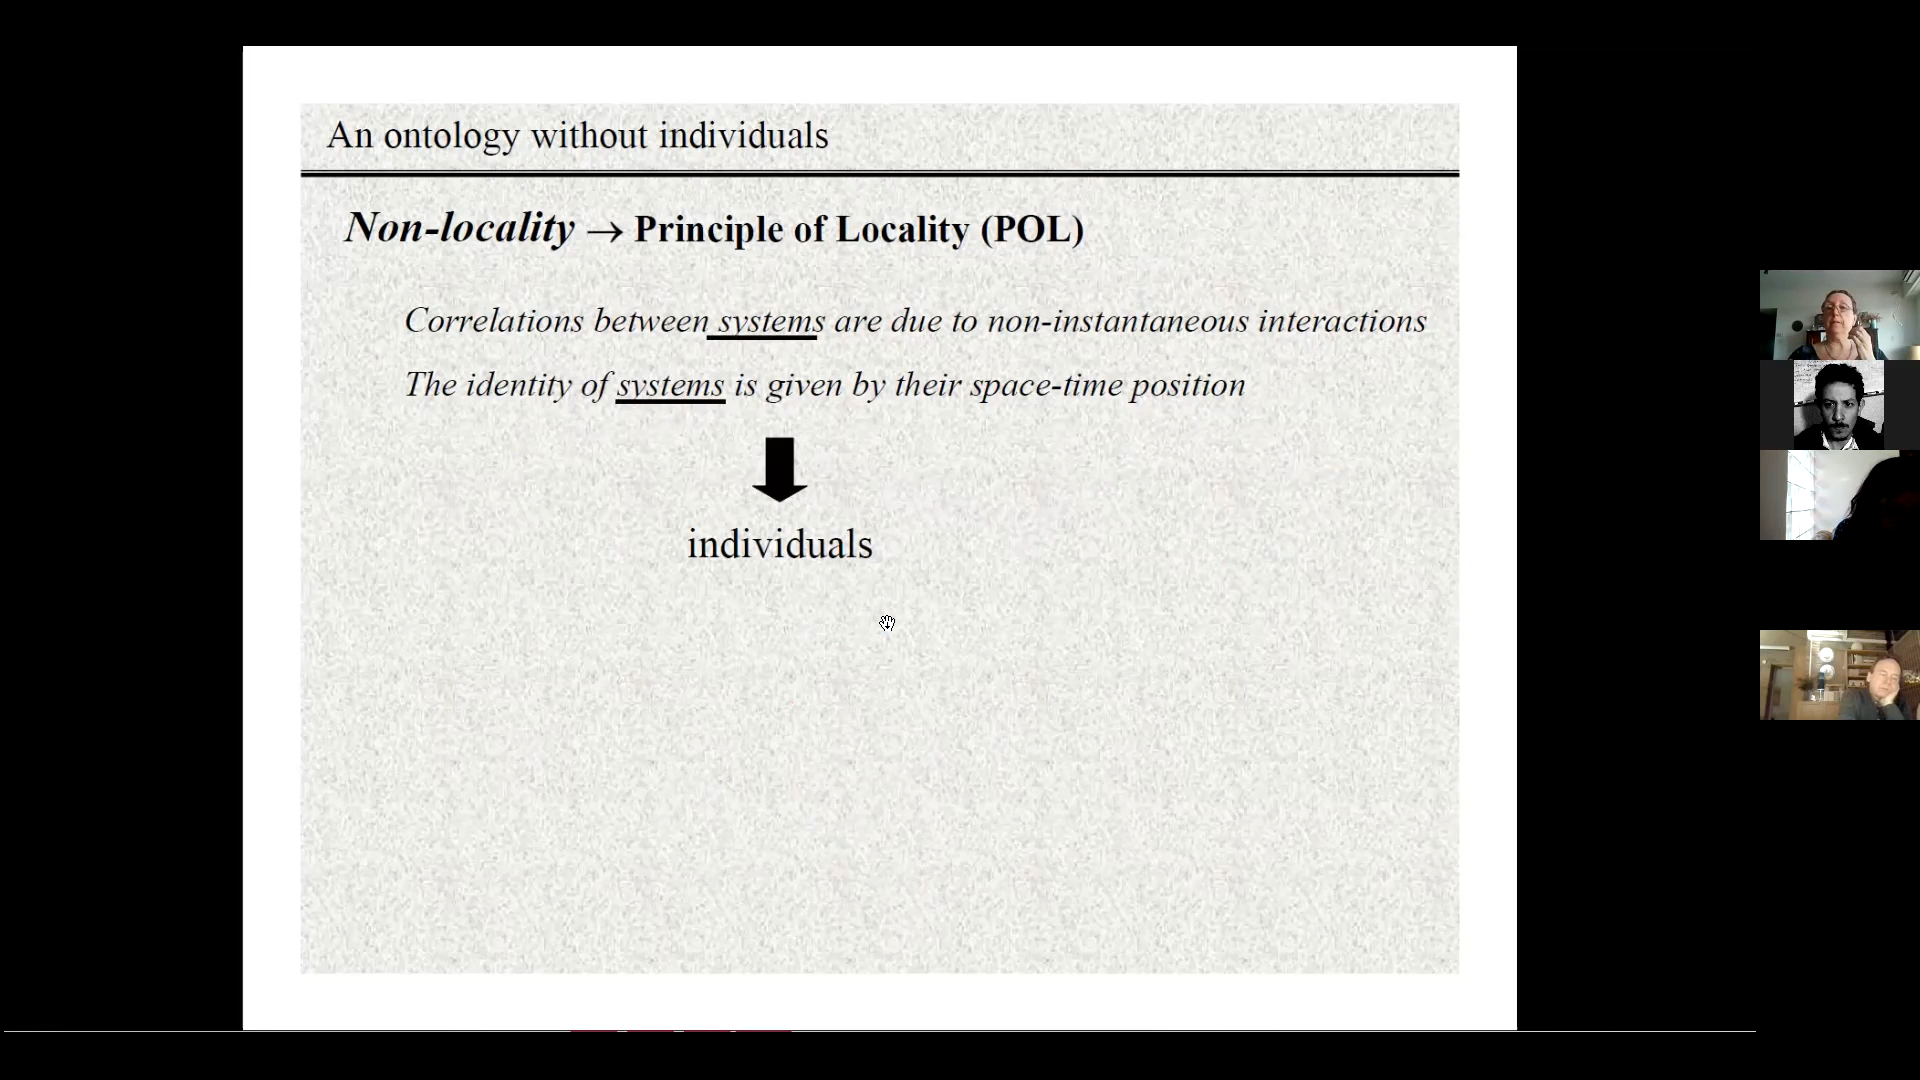 An ontology without individuals
Non-locality → Principle of Locality (POL)
Correlations between systems are due to non-instantaneous interactions
The identity of systems is given by their space-time position
individuals